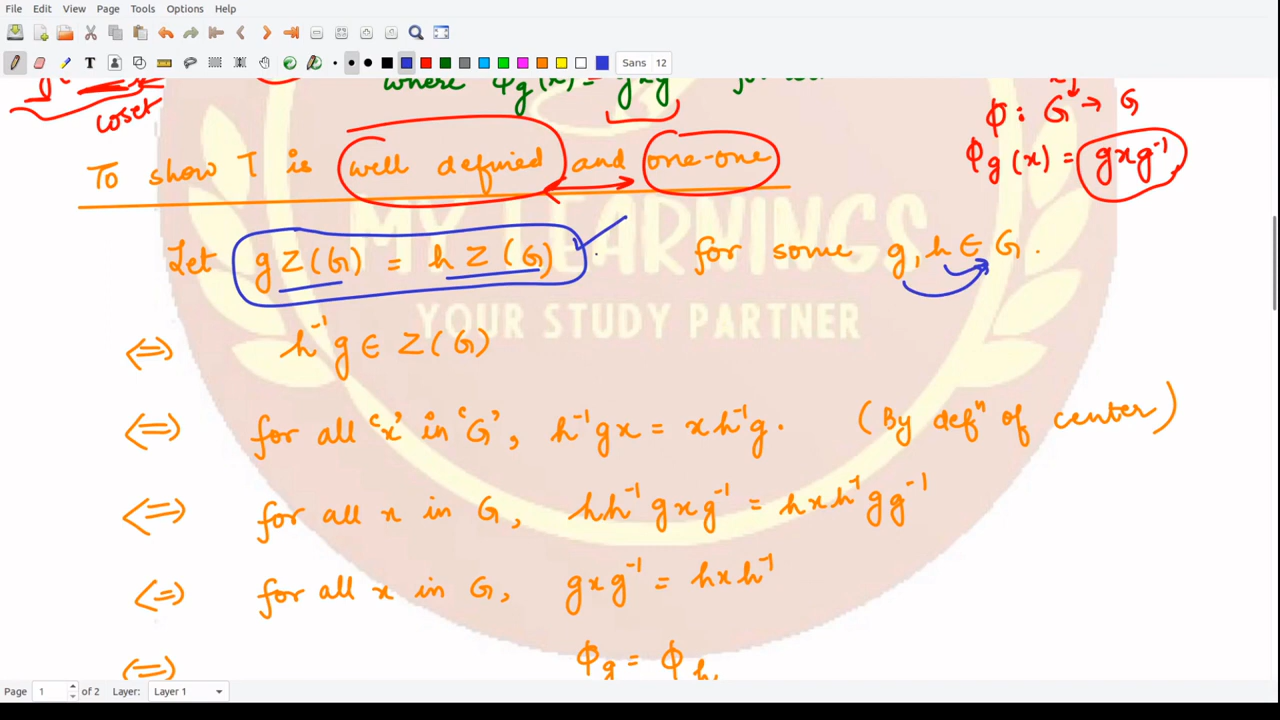 File Edit View Page Tools Options Help
Sans 12
where ϕg(x) = gxg
coset
ϕ : G → G
ϕg(x) = gxg⁻¹
To show T is well defined and one-one
Let g Z(G) = h Z(G) for some g, h ∈ G.
MY LEARNINGS
YOUR STUDY PARTNER
<=> h⁻¹g ∈ Z(G)
<=> for all 'x' in 'G', h⁻¹gx = xh⁻¹g. (By defⁿ of center)
<=> for all x in G, hh⁻¹gxg⁻¹ = hxh⁻¹gg⁻¹
<=> for all x in G, gxg⁻¹ = hxh⁻¹
<=> ϕg = ϕh.
Page 1 of 2 Layer: Layer 1